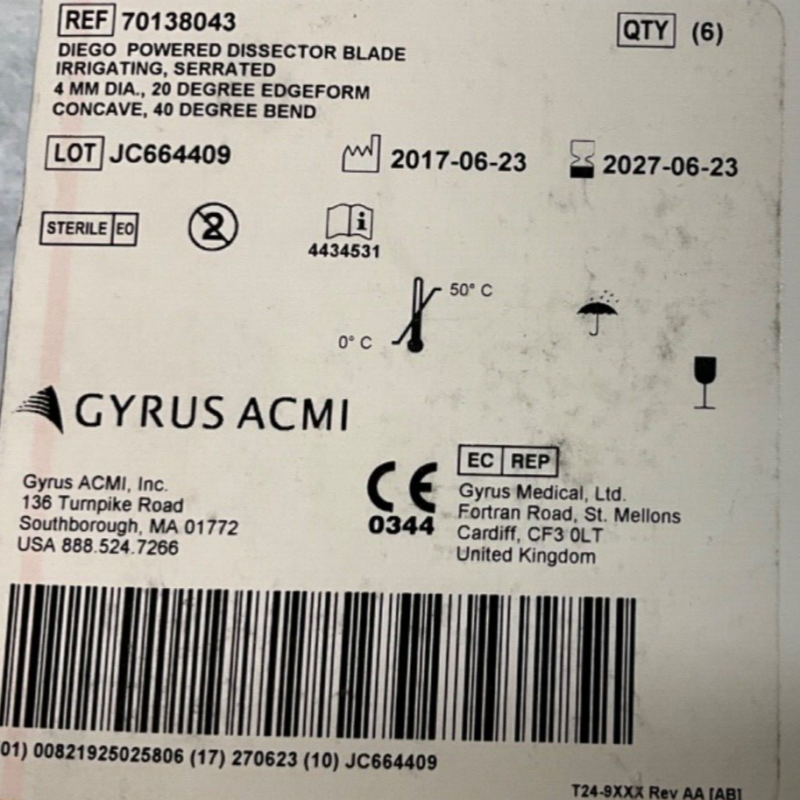 REF 70138043
QTY (6)
DIEGO POWERED DISSECTOR BLADE
IRRIGATING, SERRATED
4 MM DIA., 20 DEGREE EDGEFORM
CONCAVE, 40 DEGREE BEND
LOT JC664409
2017-06-23
2027-06-23
STERILE EO
2
i
4434531
50° C
0° C
GYRUS ACMI
Gyrus ACMI, Inc.
136 Turnpike Road
Southborough, MA 01772
USA 888.524.7266
CE
0344
EC REP
Gyrus Medical, Ltd.
Fortran Road, St. Mellons
Cardiff, CF3 0LT
United Kingdom
01) 00821925025806 (17) 270623 (10) JC664409
T24-9XXX Rev AA [AB]